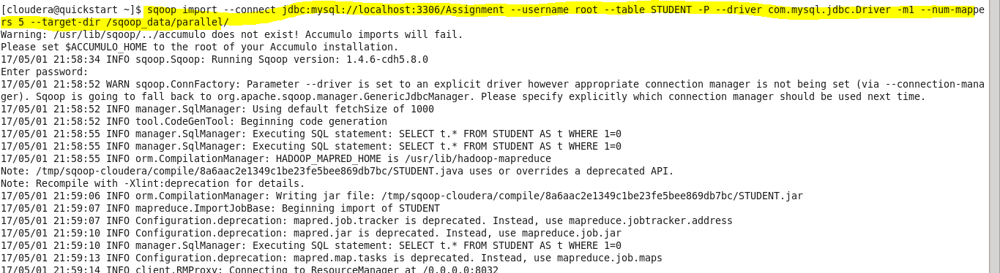 [cloudera@quickstart ~]$ sqoop import --connect jdbc:mysql://localhost:3306/Assignment --username root --table STUDENT -P --driver com.mysql.jdbc.Driver -m1 --num-mappe
rs 5 --target-dir /sqoop_data/parallel/
Warning: /usr/lib/sqoop/../accumulo does not exist! Accumulo imports will fail.
Please set $ACCUMULO_HOME to the root of your Accumulo installation.
17/05/01 21:58:34 INFO sqoop.Sqoop: Running Sqoop version: 1.4.6-cdh5.8.0
Enter password:
17/05/01 21:58:52 WARN sqoop.ConnFactory: Parameter --driver is set to an explicit driver however appropriate connection manager is not being set (via --connection-mana
ger). Sqoop is going to fall back to org.apache.sqoop.manager.GenericJdbcManager. Please specify explicitly which connection manager should be used next time.
17/05/01 21:58:52 INFO manager.SqlManager: Using default fetchSize of 1000
17/05/01 21:58:52 INFO tool.CodeGenTool: Beginning code generation
17/05/01 21:58:55 INFO manager.SqlManager: Executing SQL statement: SELECT t.* FROM STUDENT AS t WHERE 1=0
17/05/01 21:58:55 INFO manager.SqlManager: Executing SQL statement: SELECT t.* FROM STUDENT AS t WHERE 1=0
17/05/01 21:58:55 INFO orm.CompilationManager: HADOOP_MAPRED_HOME is /usr/lib/hadoop-mapreduce
Note: /tmp/sqoop-cloudera/compile/8a6aac2e1349c1be23fe5bee869db7bc/STUDENT.java uses or overrides a deprecated API.
Note: Recompile with -Xlint:deprecation for details.
17/05/01 21:59:06 INFO orm.CompilationManager: Writing jar file: /tmp/sqoop-cloudera/compile/8a6aac2e1349c1be23fe5bee869db7bc/STUDENT.jar
17/05/01 21:59:07 INFO mapreduce.ImportJobBase: Beginning import of STUDENT
17/05/01 21:59:07 INFO Configuration.deprecation: mapred.job.tracker is deprecated. Instead, use mapreduce.jobtracker.address
17/05/01 21:59:10 INFO Configuration.deprecation: mapred.jar is deprecated. Instead, use mapreduce.job.jar
17/05/01 21:59:10 INFO manager.SqlManager: Executing SQL statement: SELECT t.* FROM STUDENT AS t WHERE 1=0
17/05/01 21:59:13 INFO Configuration.deprecation: mapred.map.tasks is deprecated. Instead, use mapreduce.job.maps
17/05/01 21:59:14 INFO client.RMProxy: Connecting to ResourceManager at /0.0.0.0:8032